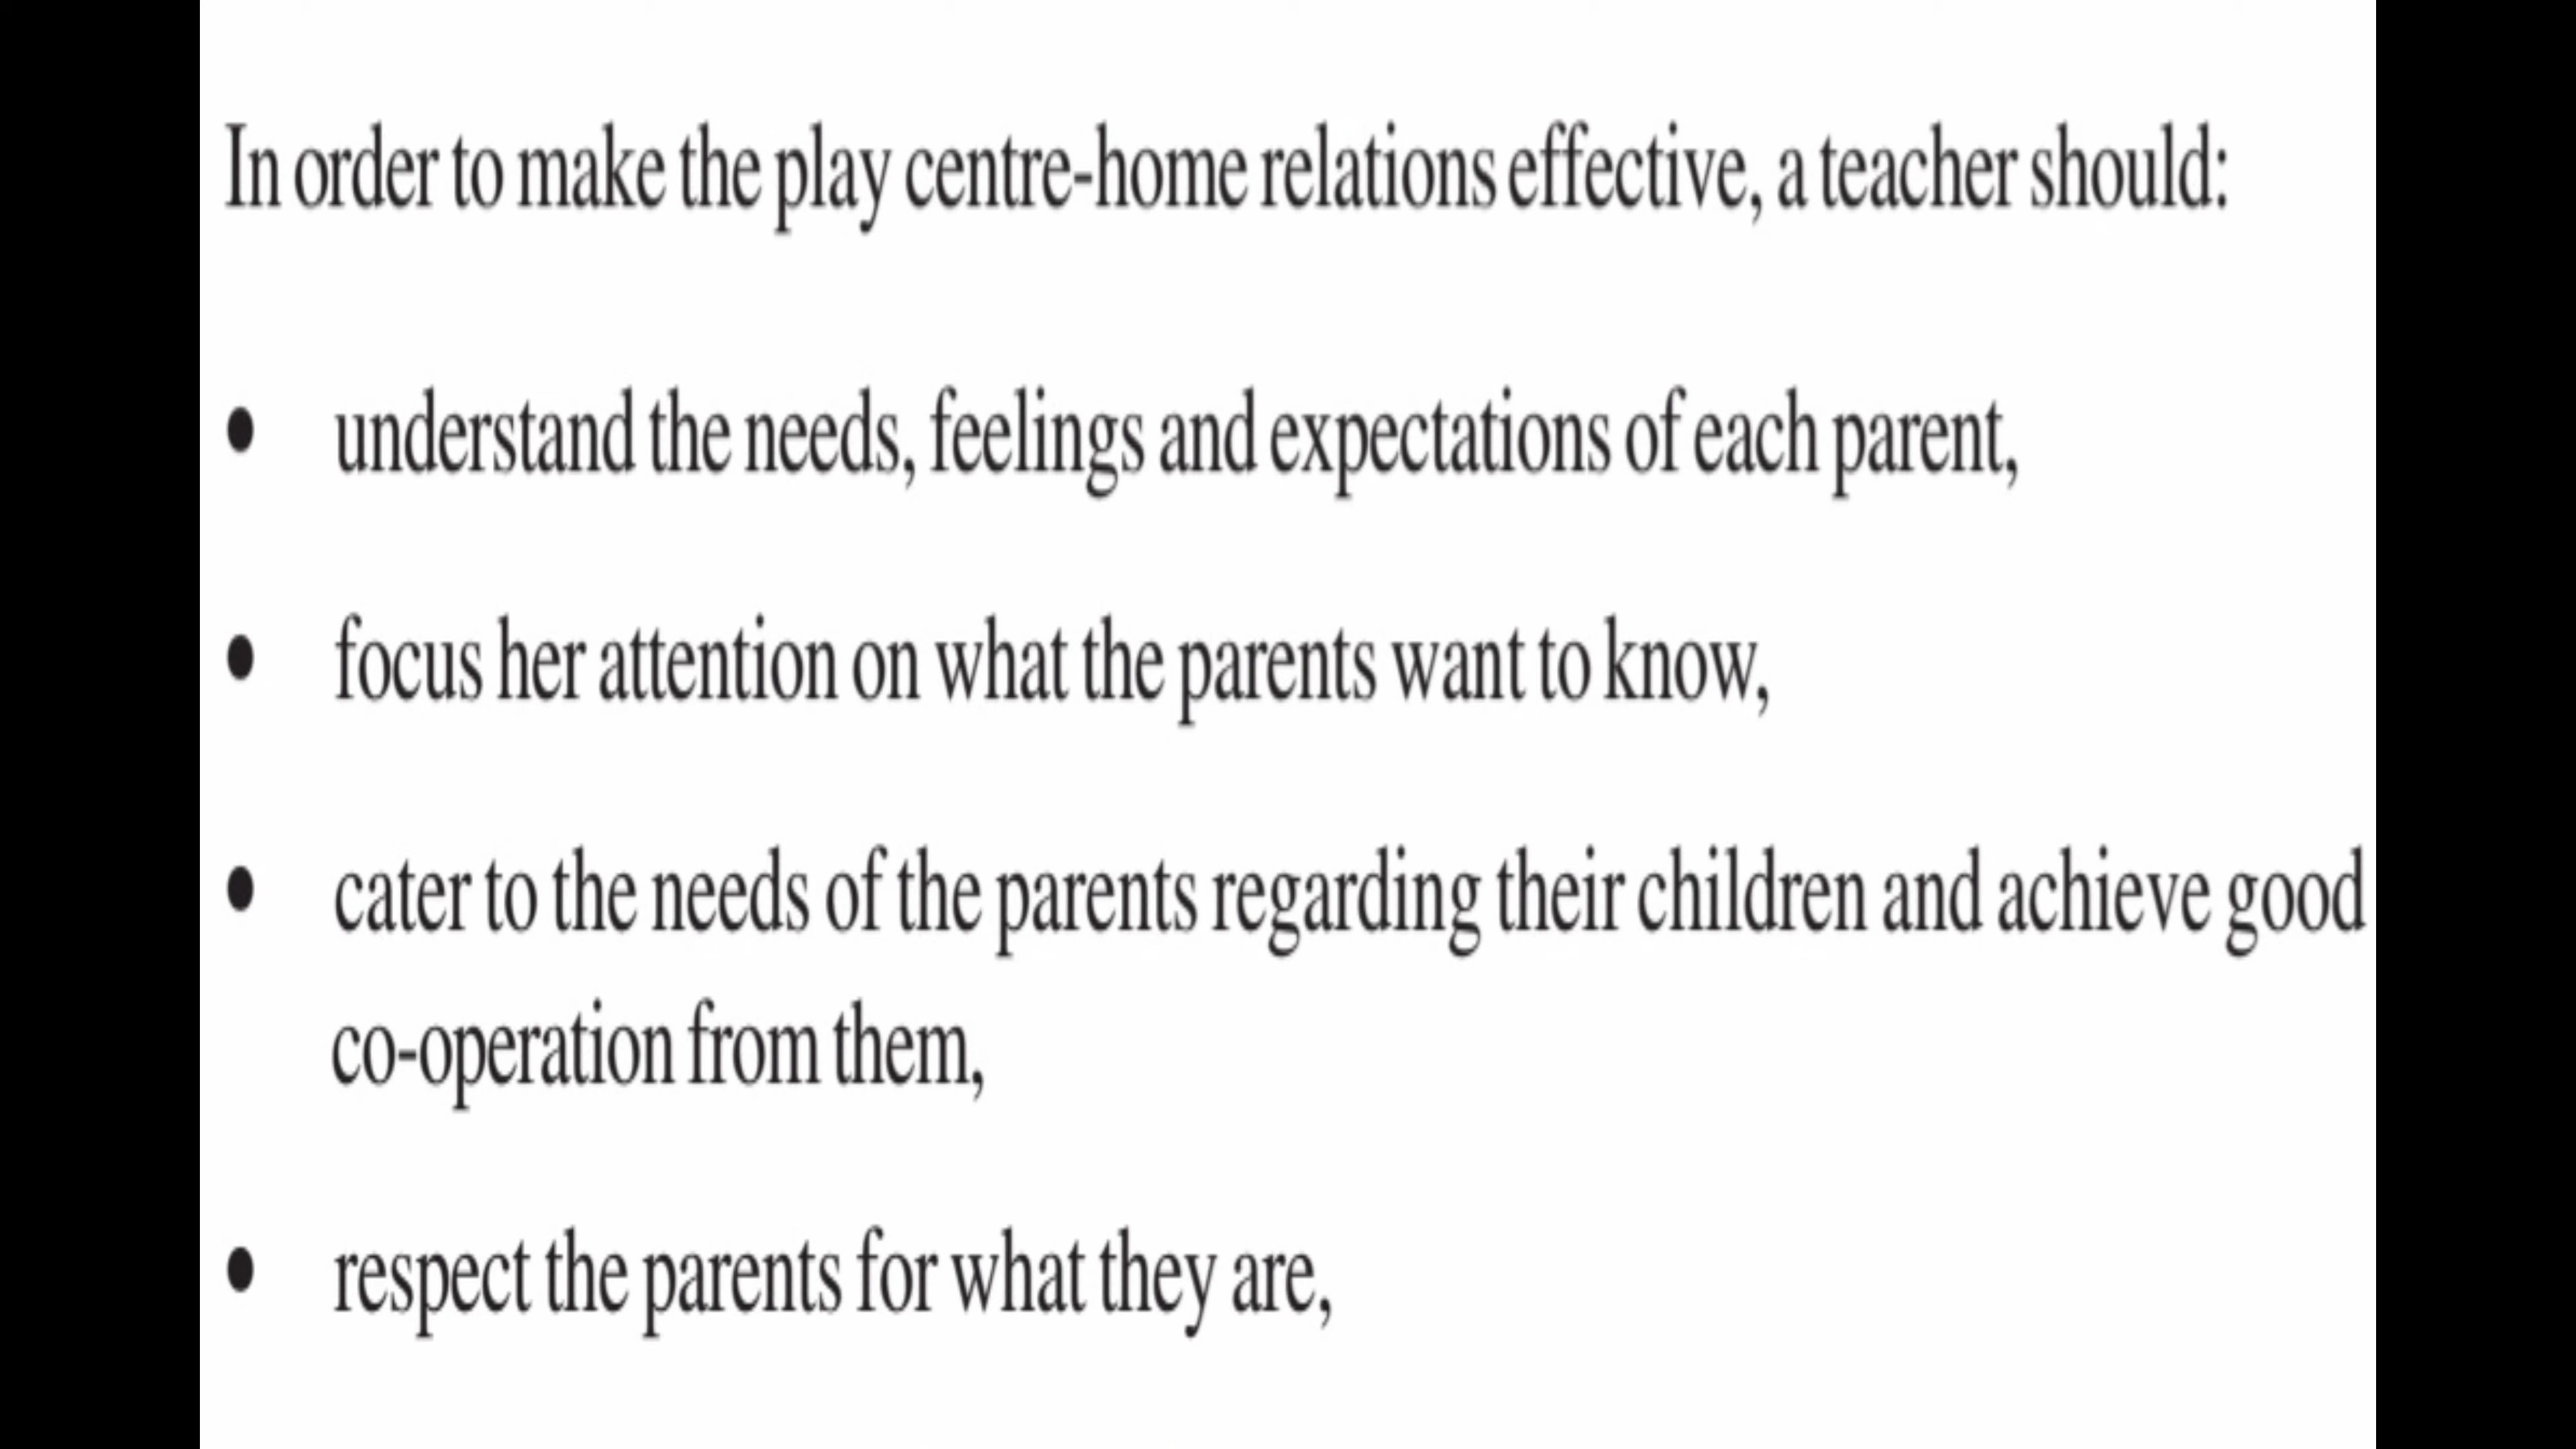 In order to make the play centre-home relations effective, a teacher should:
• understand the needs, feelings and expectations of each parent,
• focus her attention on what the parents want to know,
• cater to the needs of the parents regarding their children and achieve good
co-operation from them,
• respect the parents for what they are,